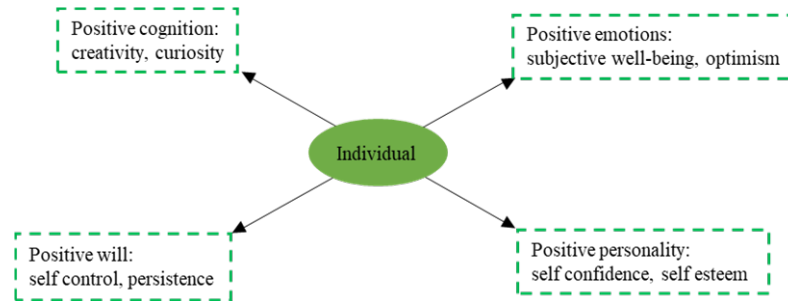 Positive cognition:
creativity, curiosity
Positive emotions:
subjective well-being, optimism
Individual
Positive will:
self control, persistence
Positive personality:
self confidence, self esteem